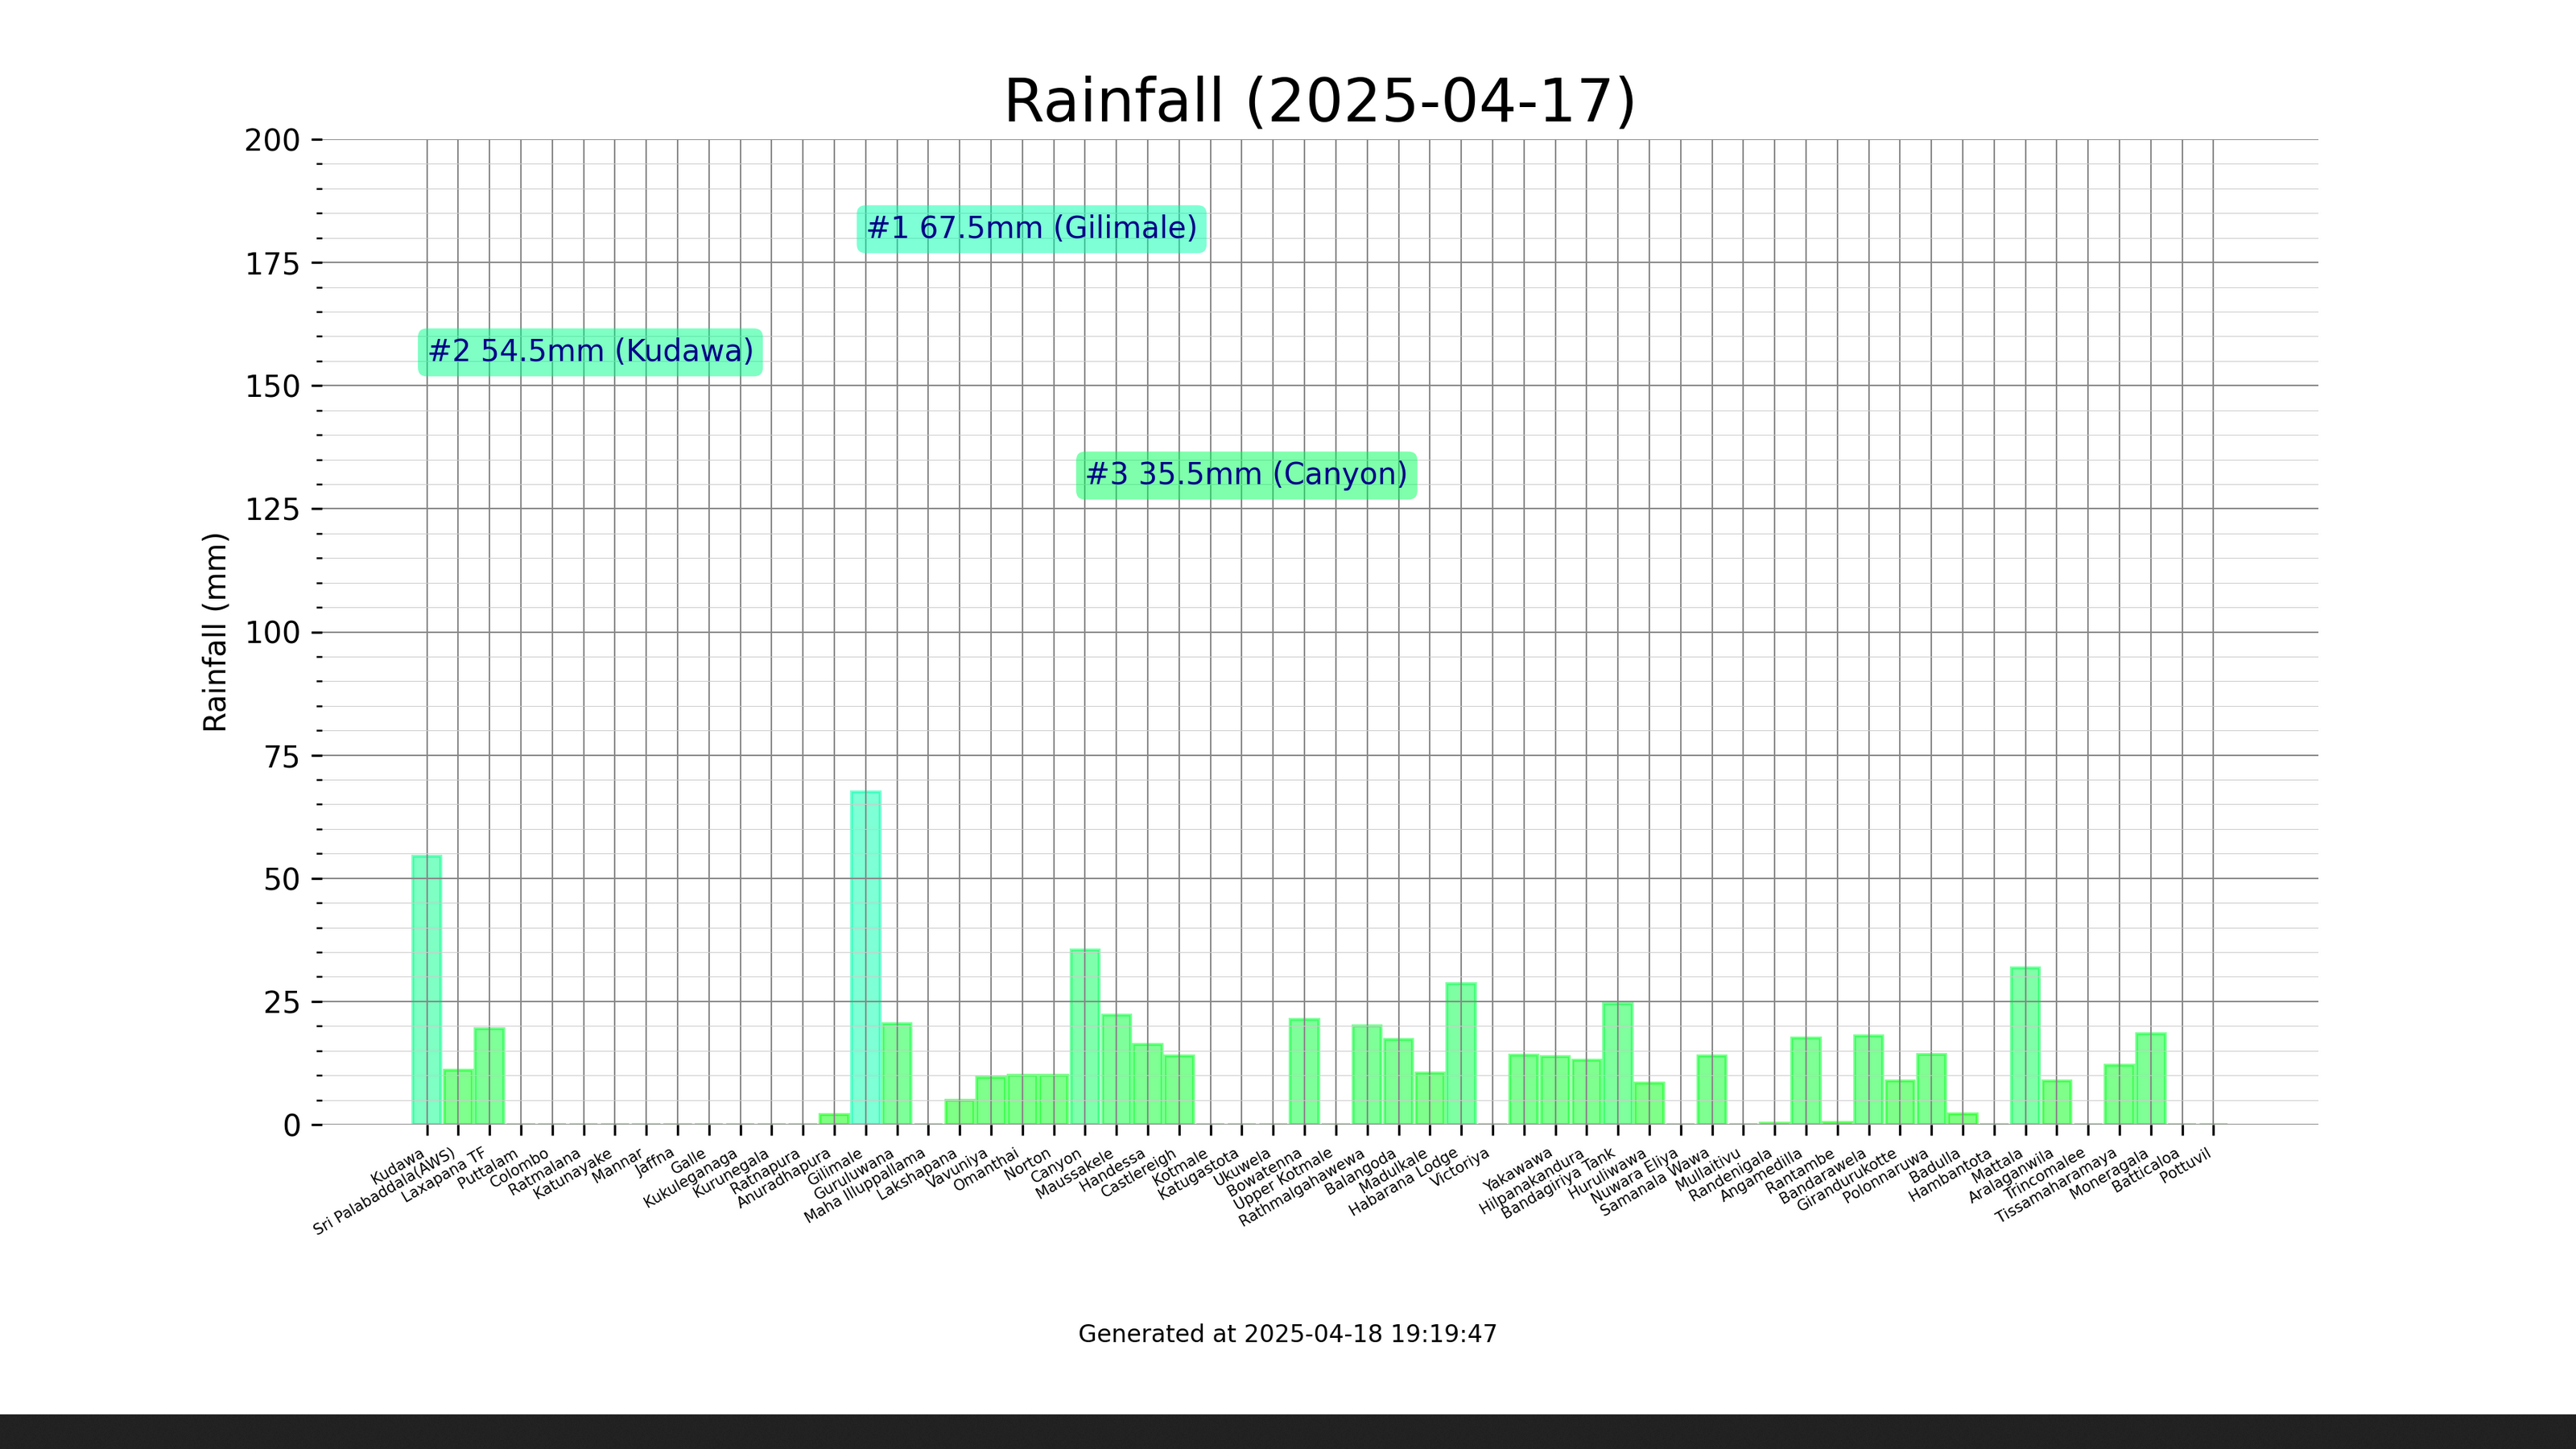 Rainfall (2025-04-17)
200
175
150
125
100
75
50
25
0
Rainfall (mm)
#1 67.5mm (Gilimale)
#2 54.5mm (Kudawa)
#3 35.5mm (Canyon)
Kudawa
Sri Palabaddala(AWS)
Laxapana TF
Puttalam
Colombo
Ratmalana
Katunayake
Mannar
Jaffna
Galle
Kukuleganaga
Kurunegala
Ratnapura
Anuradhapura
Gilimale
Guruluwana
Maha Illuppallama
Lakshapana
Vavuniya
Omanthai
Norton
Canyon
Maussakele
Handessa
Castlereigh
Kotmale
Katugastota
Ukuwela
Bowatenna
Upper Kotmale
Rathmalgahawewa
Balangoda
Madulkale
Habarana Lodge
Victoriya
Yakawawa
Hilpanakandura
Bandagiriya Tank
Huruliwawa
Nuwara Eliya
Samanala Wawa
Mullaitivu
Randenigala
Angamedilla
Rantambe
Bandarawela
Girandurukotte
Polonnaruwa
Badulla
Hambantota
Mattala
Aralaganwila
Trincomalee
Tissamaharamaya
Moneragala
Batticaloa
Pottuvil
Generated at 2025-04-18 19:19:47